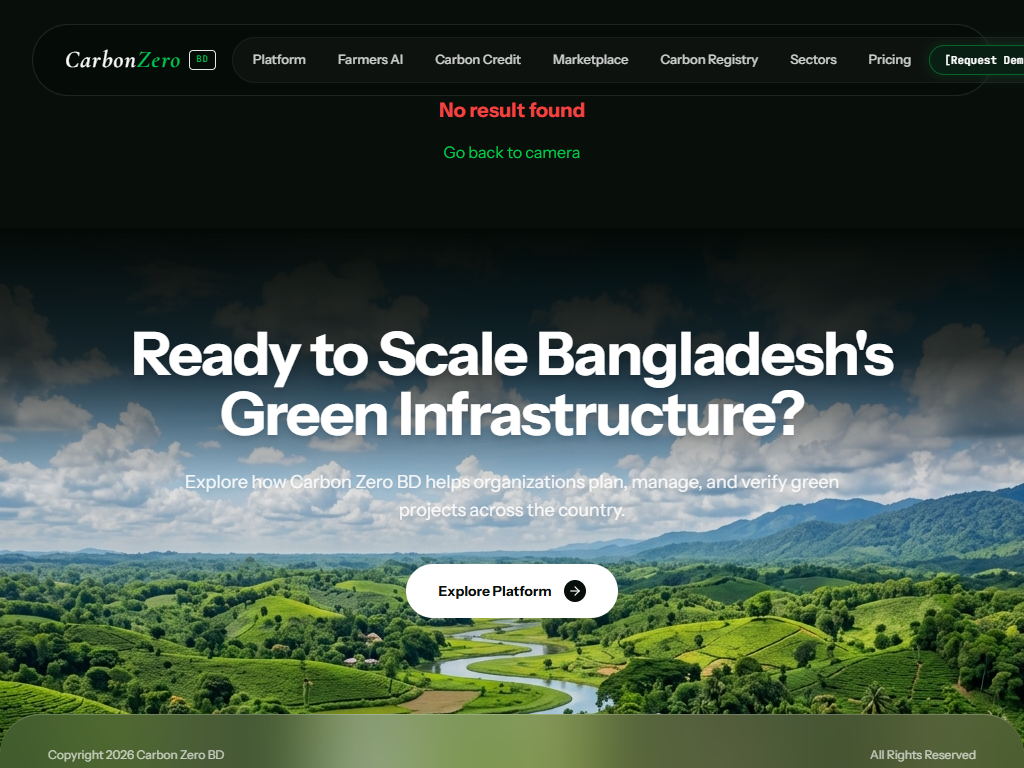 CarbonZero BD
Platform
Farmers AI
Carbon Credit
Marketplace
Carbon Registry
Sectors
Pricing
[Request Dem
No result found
Go back to camera
Ready to Scale Bangladesh's
Green Infrastructure?
Explore how Carbon Zero BD helps organizations plan, manage, and verify green
projects across the country.
Explore Platform
Copyright 2026 Carbon Zero BD
All Rights Reserved